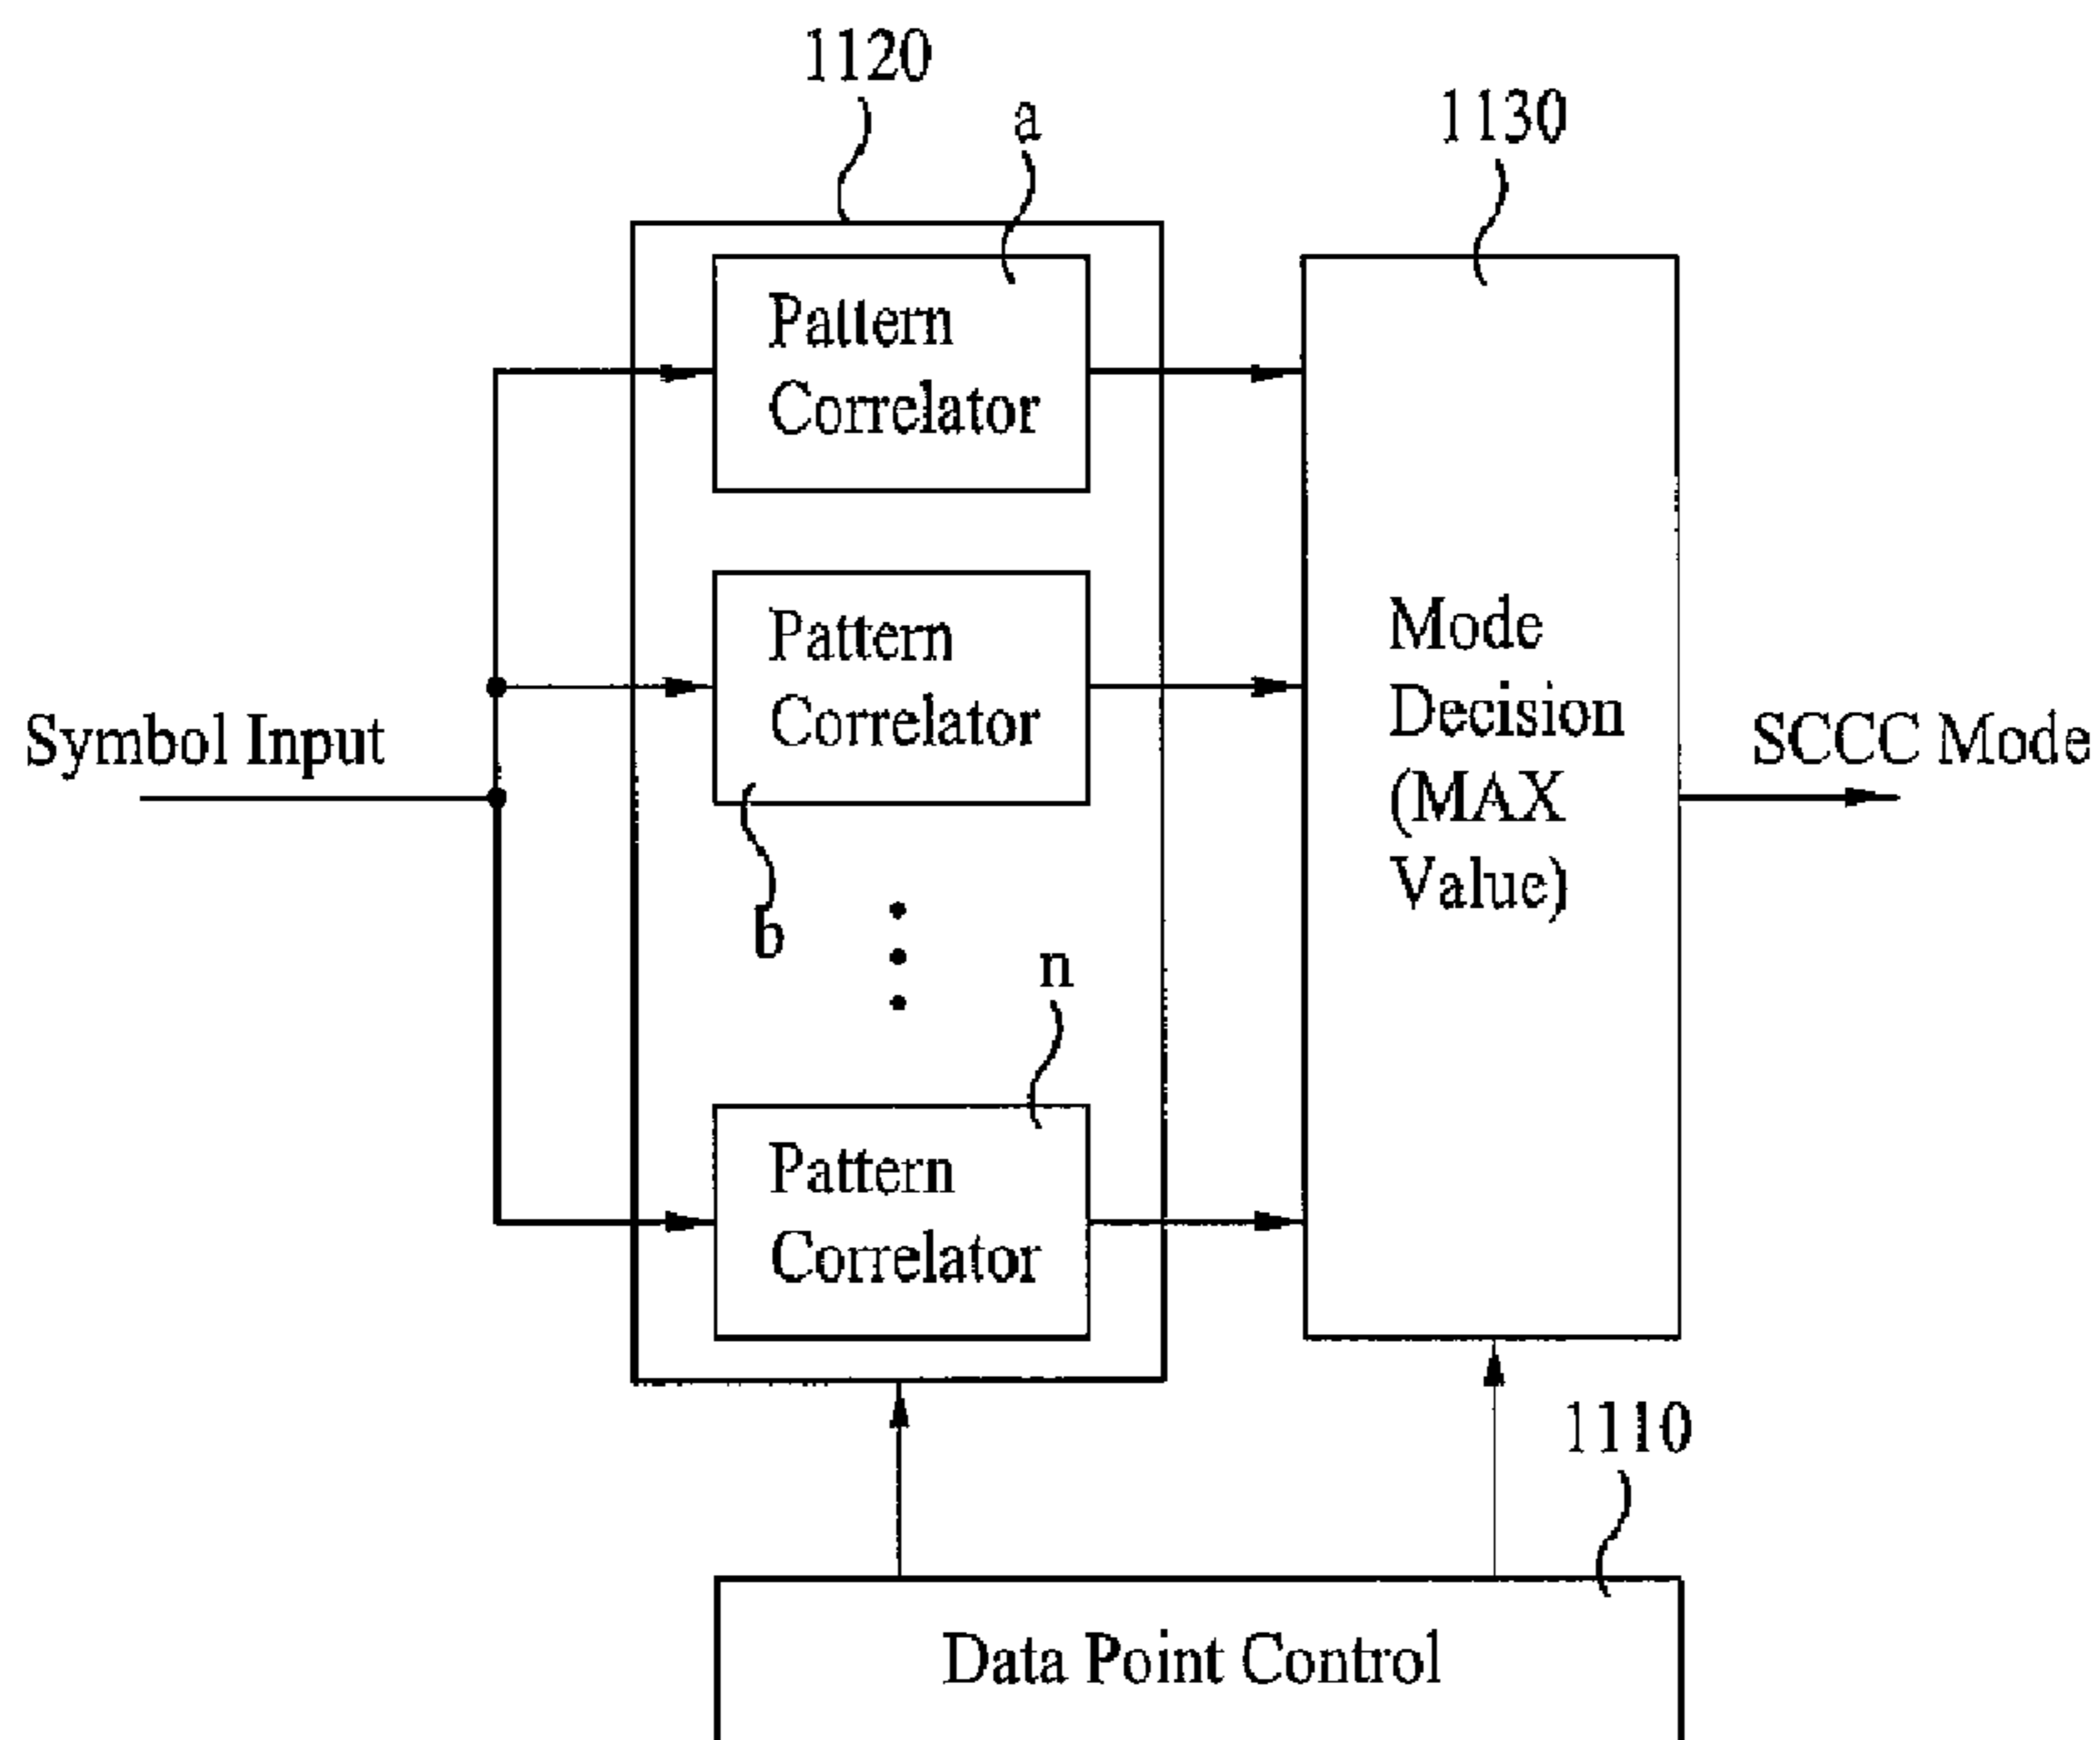 1120
a
1130
Pattern
Correlator
Pattern
Correlator
b
n
Pattern
Correlator
Symbol Input
Mode
Decision
(MAX
Value)
SCCC Mode
1110
Data Point Control